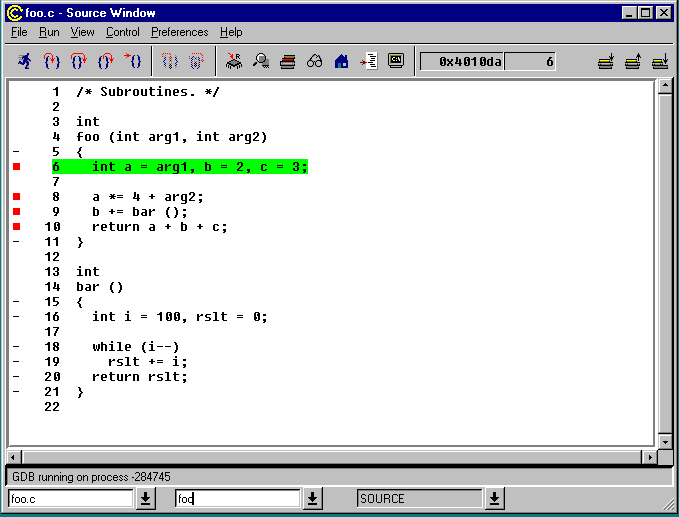 foo.c - Source Window
File Run View Control Preferences Help
0x4010da 6
1 /* Subroutines. */
2
3 int
4 foo (int arg1, int arg2)
- 5 {
6 int a = arg1, b = 2, c = 3;
7
8 a *= 4 + arg2;
9 b += bar ();
10 return a + b + c;
- 11 }
12
13 int
14 bar ()
- 15 {
- 16 int i = 100, rslt = 0;
17
- 18 while (i--)
- 19 rslt += i;
- 20 return rslt;
- 21 }
22
GDB running on process -284745
foo.c foo SOURCE